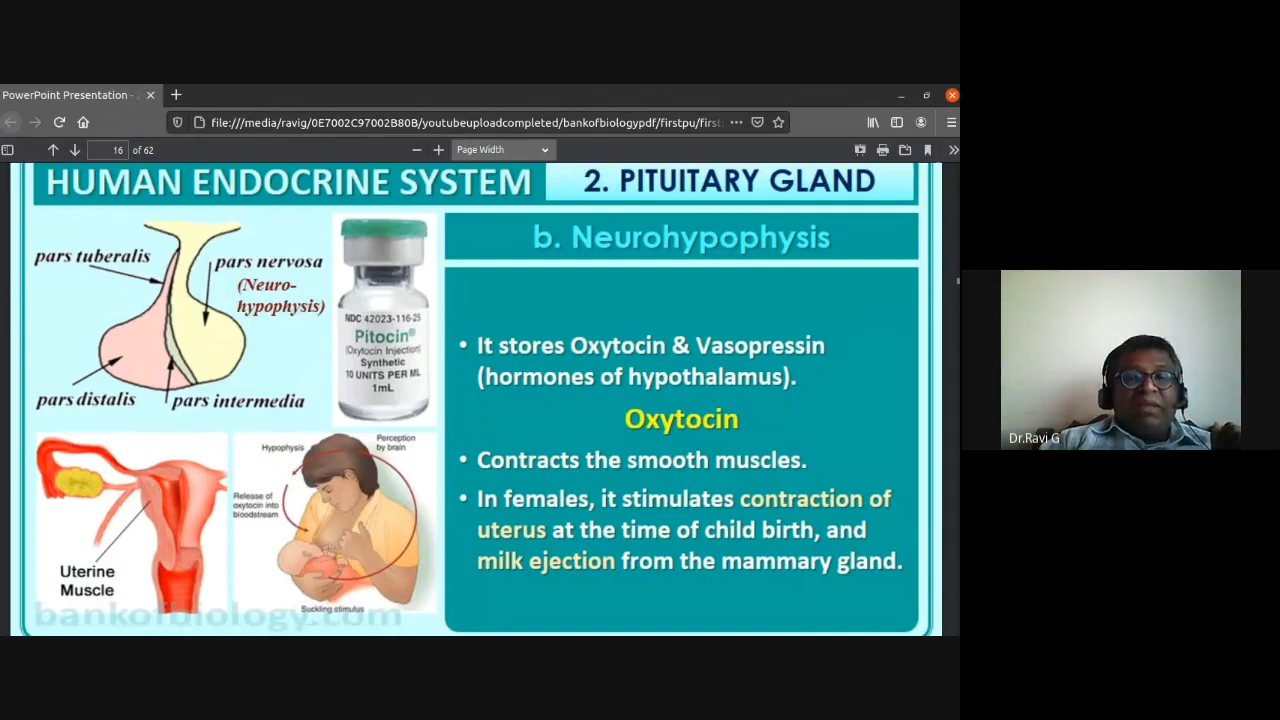 PowerPoint Presentation -
file:///media/ravig/0E7002C97002B80B/youtubeuploadcompleted/bankofbiologypdf/firstpu/first
16 of 62
Page Width
HUMAN ENDOCRINE SYSTEM
2. PITUITARY GLAND
pars tuberalis
pars nervosa
(Neuro-
hypophysis)
pars distalis
pars intermedia
NDC 42023-116-25
Pitocin®
(Oxytocin Injection)
Synthetic
10 UNITS PER ML
1mL
Uterine
Muscle
Hypophysis
Perception
by brain
Release of
oxytocin into
bloodstream
Suckling stimulus
bankofbiology.com
b. Neurohypophysis
• It stores Oxytocin & Vasopressin
(hormones of hypothalamus).
Oxytocin
• Contracts the smooth muscles.
• In females, it stimulates contraction of
uterus at the time of child birth, and
milk ejection from the mammary gland.
Dr.Ravi G